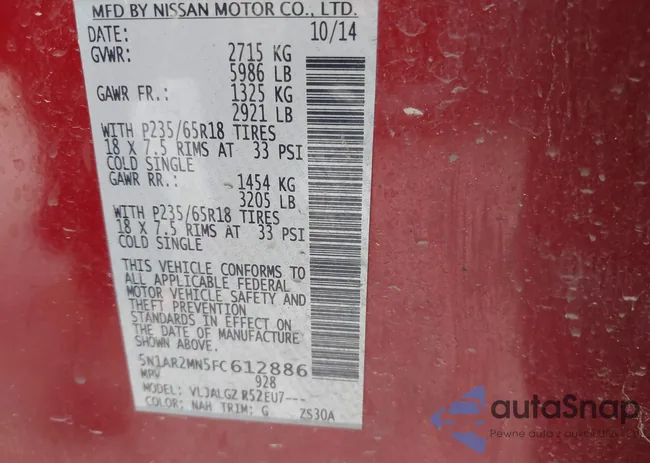 MFD BY NISSAN MOTOR CO., LTD.
DATE: 10/14
GVWR: 2715 KG
5986 LB
GAWR FR.: 1325 KG
2921 LB
WITH P235/65R18 TIRES
18 X 7.5 RIMS AT 33 PSI
COLD SINGLE
GAWR RR.: 1454 KG
3205 LB
WITH P235/65R18 TIRES
18 X 7.5 RIMS AT 33 PSI
COLD SINGLE
THIS VEHICLE CONFORMS TO
ALL APPLICABLE FEDERAL
MOTOR VEHICLE SAFETY AND
THEFT PREVENTION
STANDARDS IN EFFECT ON
THE DATE OF MANUFACTURE
SHOWN ABOVE.
5N1AR2MN5FC612886
MPV 928
MODEL: VLJALGZ R52EU7---
COLOR: NAH TRIM: G ZS30A
autaSnap
Pewne auta z automatu